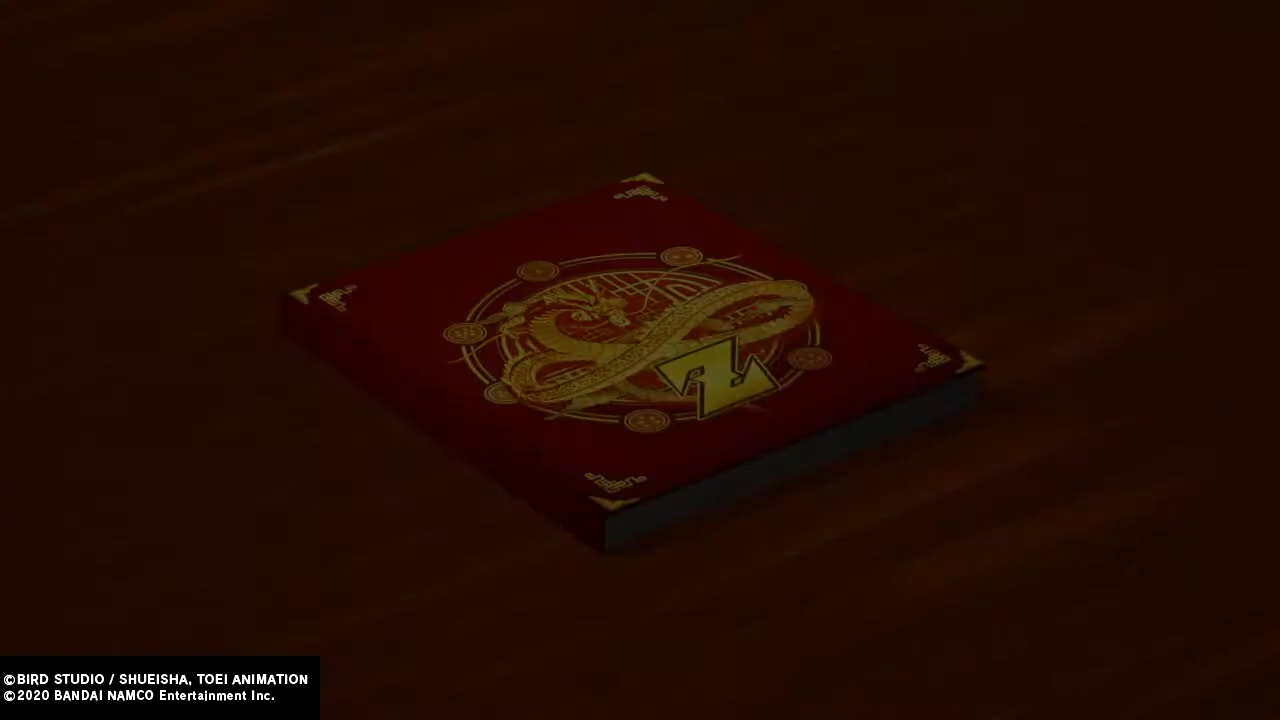 Z
©BIRD STUDIO / SHUEISHA, TOEI ANIMATION
©2020 BANDAI NAMCO Entertainment Inc.